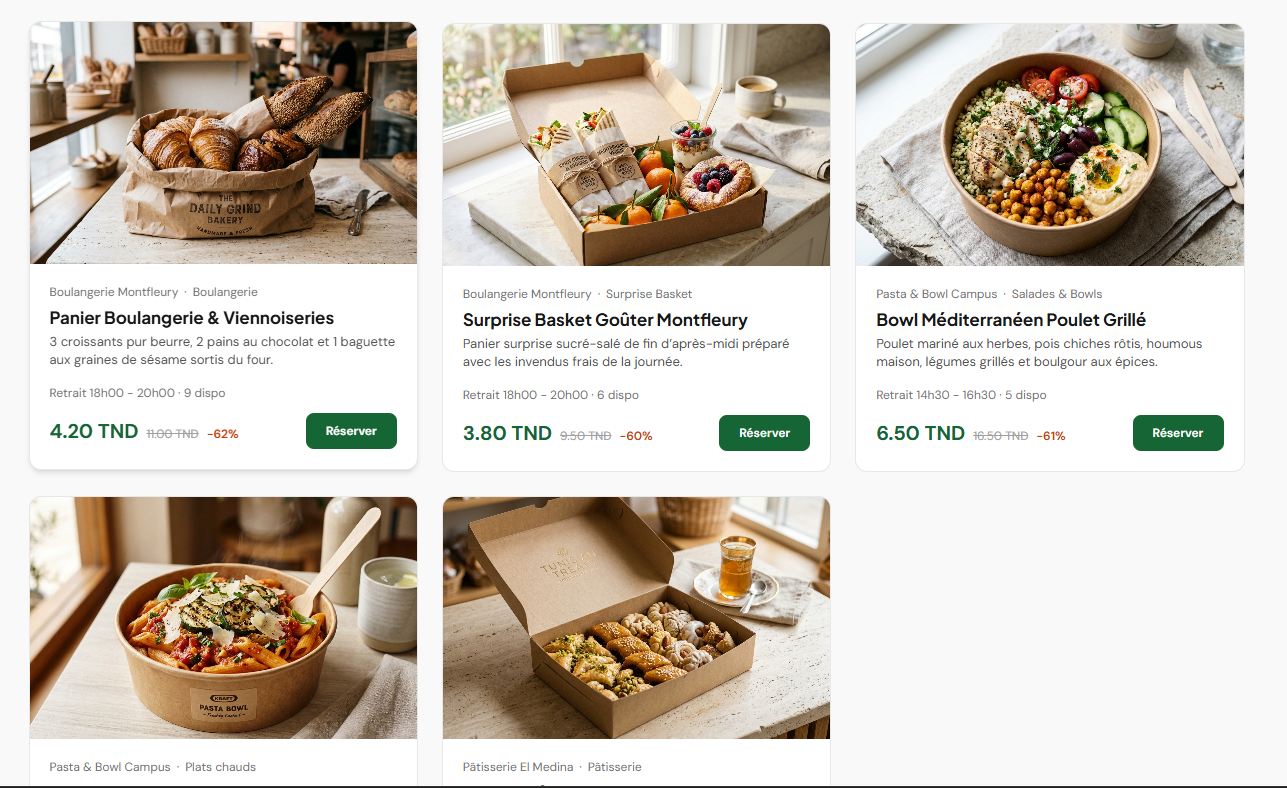 THE
DAILY GRIND
BAKERY
HANDMADE & FRESH
Boulangerie Montfleury · Boulangerie
Panier Boulangerie & Viennoiseries
3 croissants pur beurre, 2 pains au chocolat et 1 baguette
aux graines de sésame sortis du four.
Retrait 18h00 - 20h00 · 9 dispo
4.20 TND 11.00 TND -62%
Réserver
Boulangerie Montfleury · Surprise Basket
Surprise Basket Goûter Montfleury
Panier surprise sucré-salé de fin d'après-midi préparé
avec les invendus frais de la journée.
Retrait 18h00 - 20h00 · 6 dispo
3.80 TND 9.50 TND -60%
Réserver
Pasta & Bowl Campus · Salades & Bowls
Bowl Méditerranéen Poulet Grillé
Poulet mariné aux herbes, pois chiches rôtis, houmous
maison, légumes grillés et boulgour aux épices.
Retrait 14h30 - 16h30 · 5 dispo
6.50 TND 16.50 TND -61%
Réserver
KRAFT
PASTA BOWL
Pasta & Bowl Campus · Plats chauds
Pâtisserie El Medina · Pâtisserie